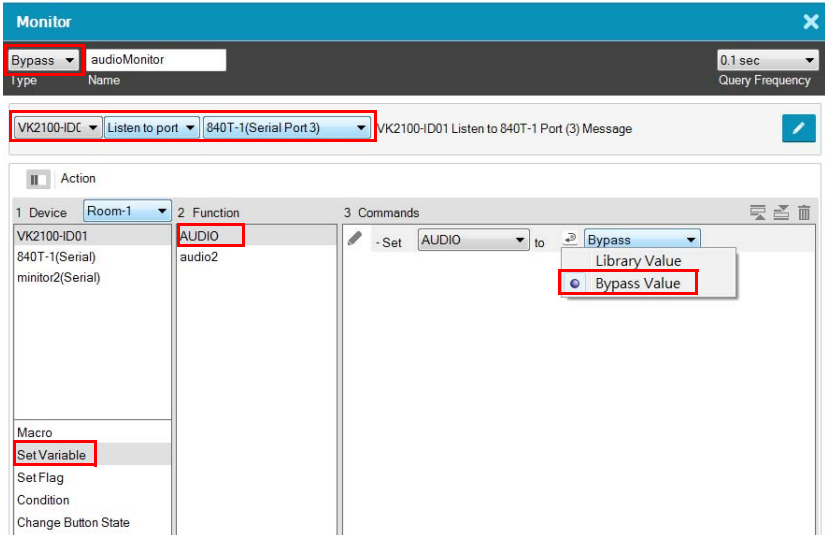 Monitor
Bypass audioMonitor 0.1 sec
Type Name Query Frequency
VK2100-ID( Listen to port 840T-1(Serial Port 3) VK2100-ID01 Listen to 840T-1 Port (3) Message
Action
1 Device Room-1 2 Function 3 Commands
VK2100-ID01 AUDIO - Set AUDIO to Bypass
840T-1(Serial) audio2 Library Value
minitor2(Serial) Bypass Value
Macro
Set Variable
Set Flag
Condition
Change Button State